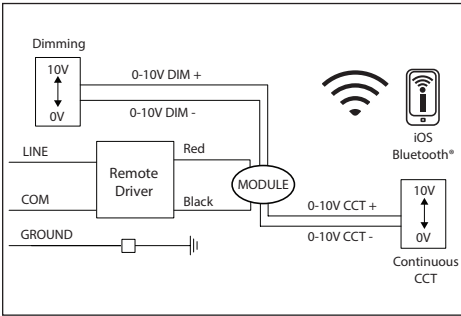 Dimming
10V
0V
0-10V DIM +
0-10V DIM -
iOS
Bluetooth®
LINE
COM
GROUND
Remote
Driver
Red
Black
MODULE
0-10V CCT +
0-10V CCT -
10V
0V
Continuous
CCT